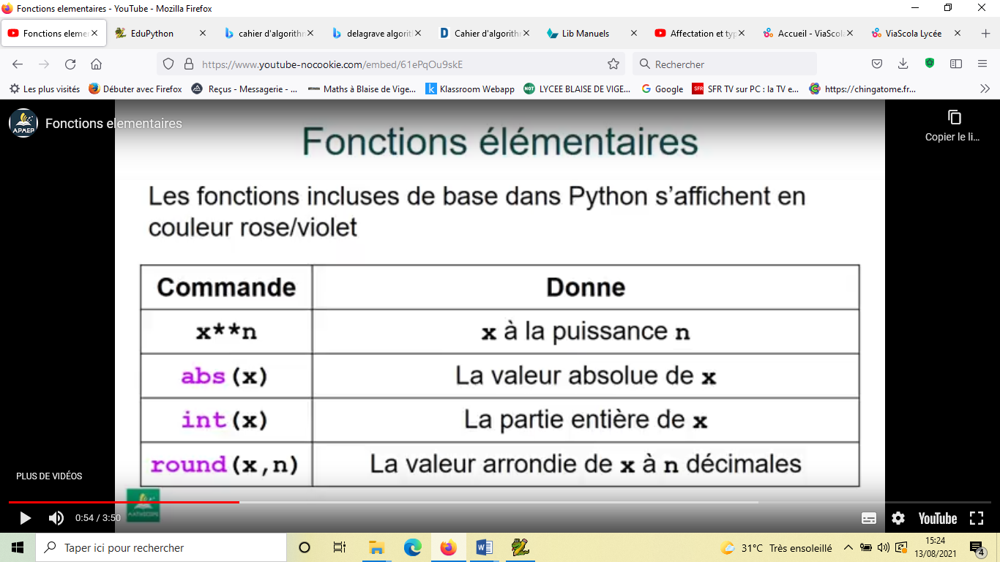 Fonctions elementaires - YouTube - Mozilla Firefox
Fonctions elemen
EduPython
cahier d'algorithm
delagrave algorit
Cahier d'algorith
Lib Manuels
Affectation et typ
Accueil - ViaScol
ViaScola Lycée
https://www.youtube-nocookie.com/embed/61ePqOu9skE
Rechercher
Les plus visités
Débuter avec Firefox
Reçus - Messagerie - ...
Maths à Blaise de Vige...
Klassroom Webapp
LYCEE BLAISE DE VIGE...
Google
SFR TV sur PC : la TV e...
https://chingatome.fr...
APMEP
Fonctions elementaires
Copier le li...
Fonctions élémentaires
Les fonctions incluses de base dans Python s'affichent en
couleur rose/violet
Commande Donne
x**n x à la puissance n
abs(x) La valeur absolue de x
int(x) La partie entière de x
round(x,n) La valeur arrondie de x à n décimales
PLUS DE VIDÉOS
0:54 / 3:50
YouTube
Taper ici pour rechercher
31°C Très ensoleillé
15:24
13/08/2021
4